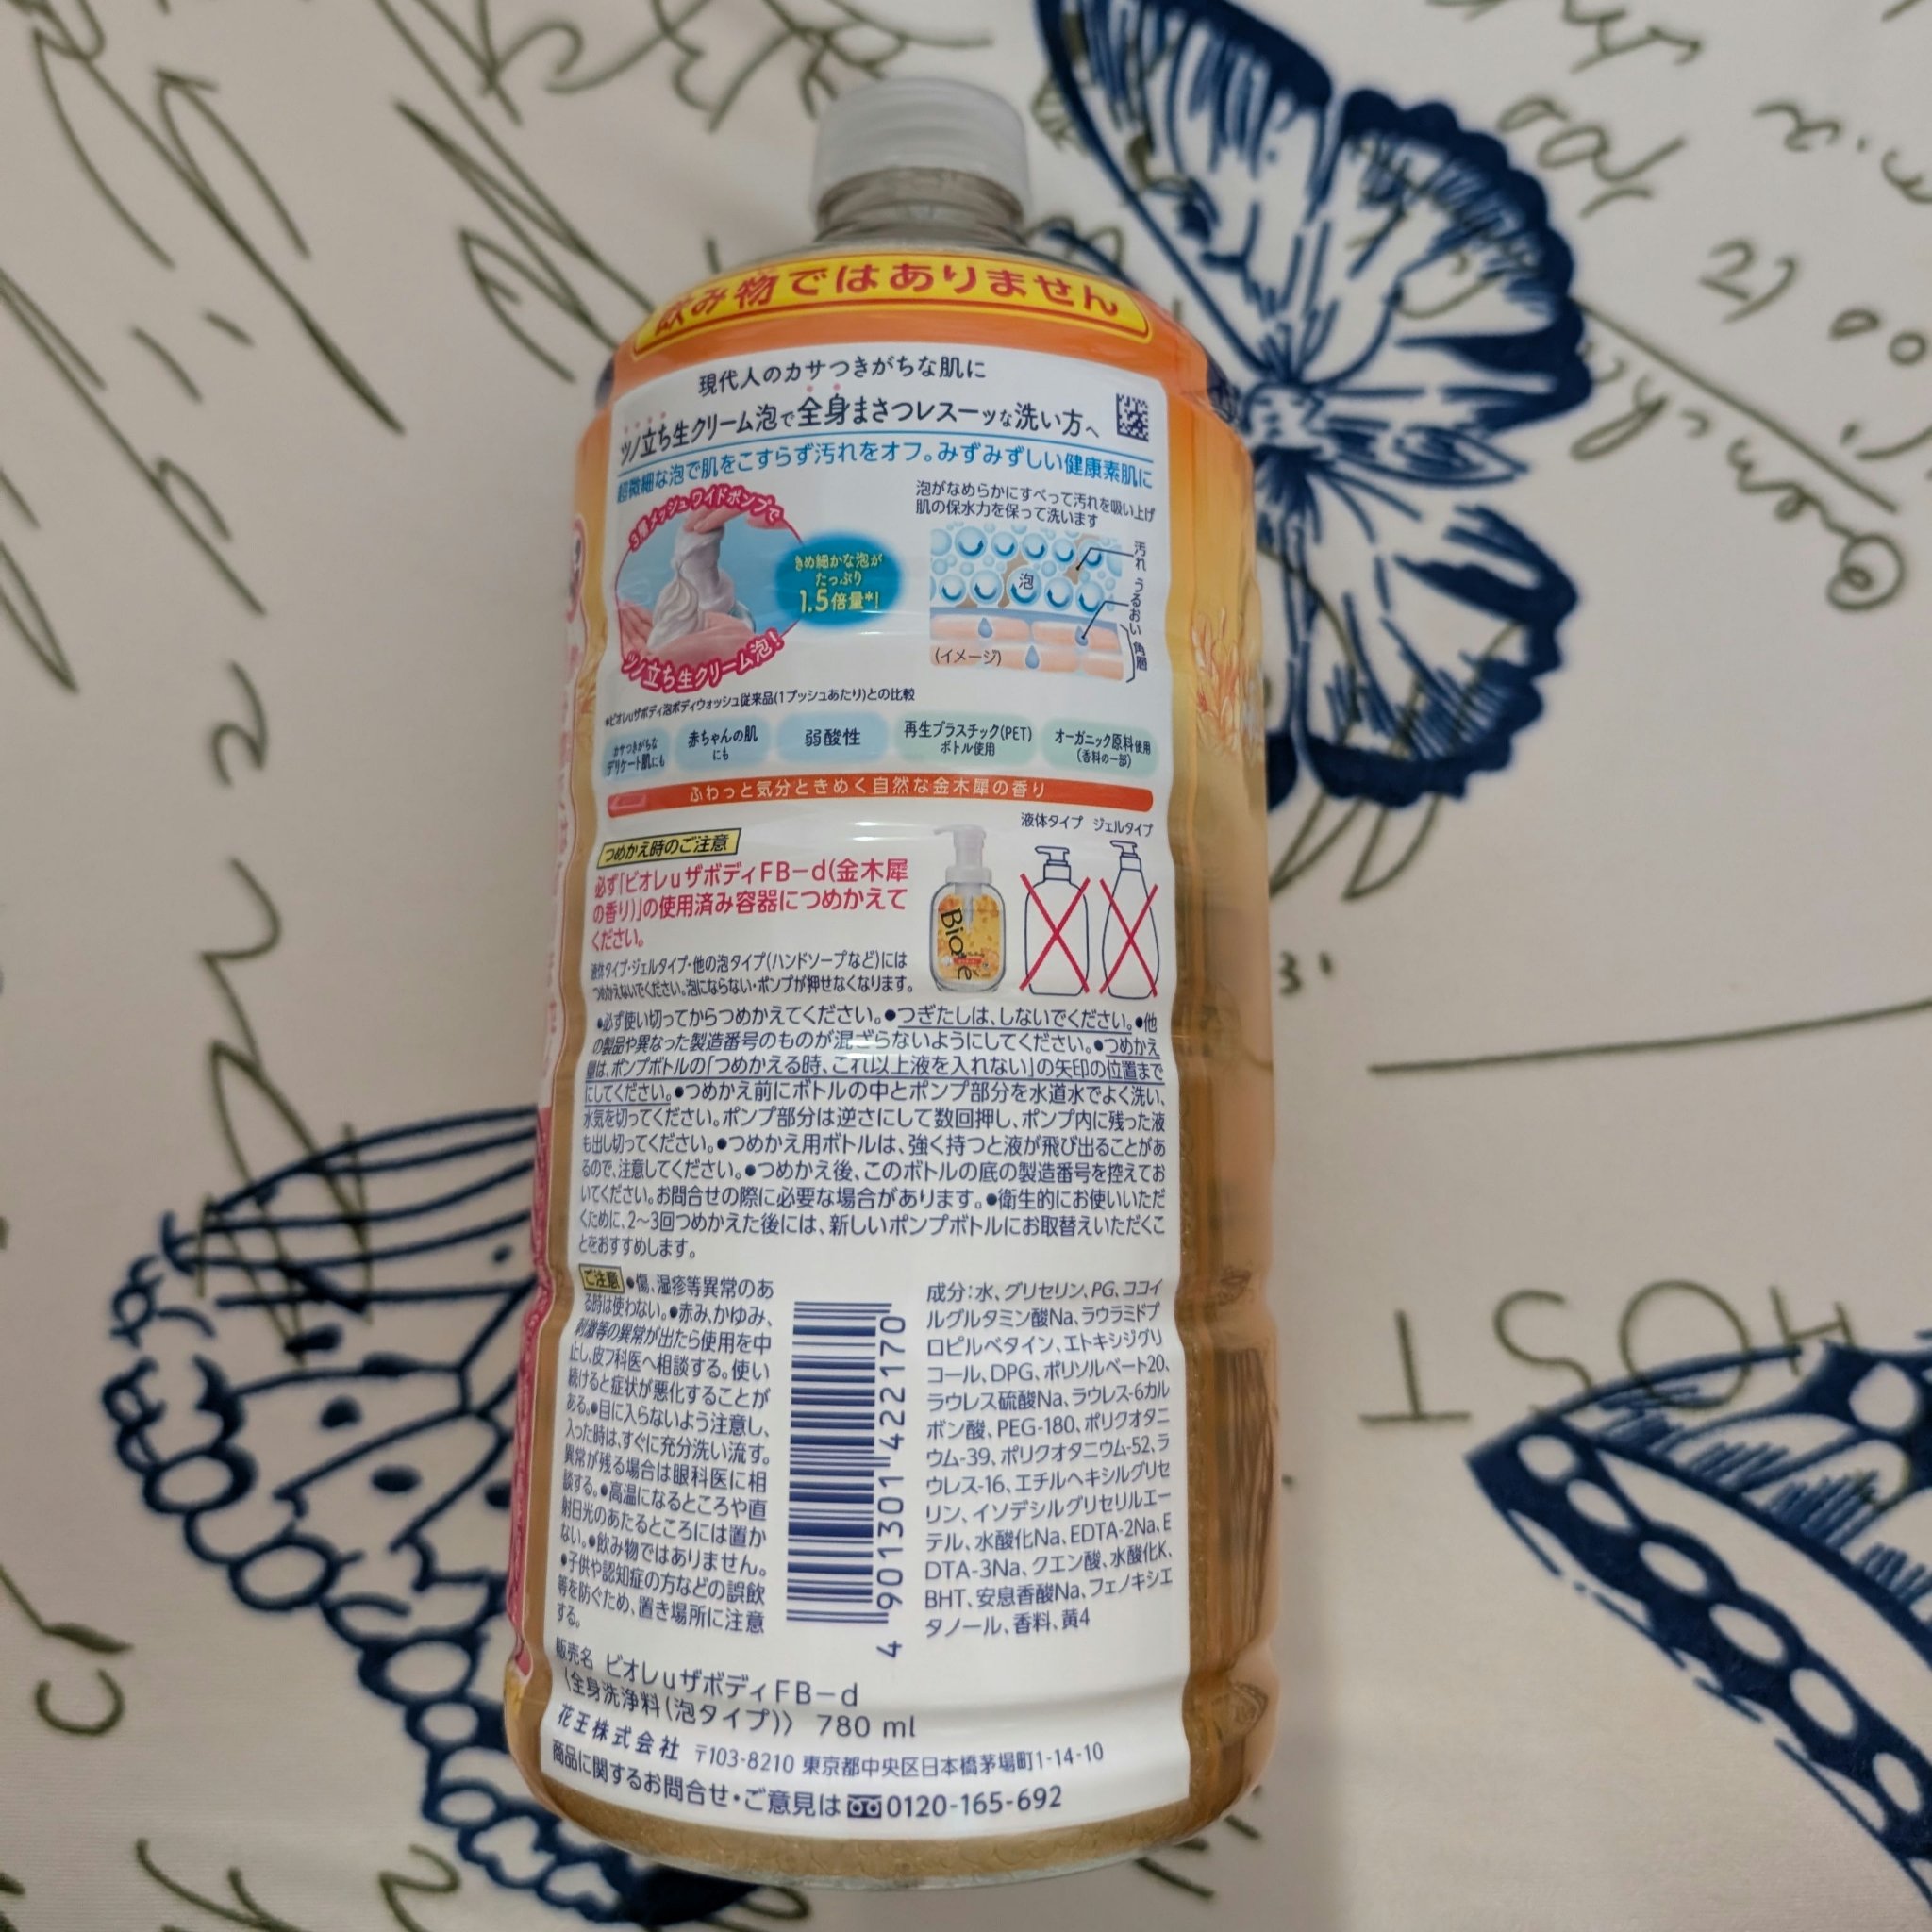 飲み物ではありません
現代人のカサつきがちな肌に
ツノ立ち生クリーム泡で全身まさつレスーッな洗い方へ
超微細な泡で肌をこすらず汚れをオフ。みずみずしい健康素肌に
3層メッシュワイドポンプで
きめ細かな泡が
たっぷり
1.5倍量*!
ツノ立ち生クリーム泡!
泡がなめらかにすべって汚れを吸い上げ
肌の保水力を保って洗います
汚れ
泡
うるおい
角層
(イメージ)
*ビオレuザボディ泡ボディウォッシュ従来品(1プッシュあたり)との比較
カサつきがちな
デリケート肌にも
赤ちゃんの肌
にも
弱酸性
再生プラスチック(PET)
ボトル使用
オーガニック原料使用
(香料の一部)
ふわっと気分ときめく自然な金木犀の香り
つめかえ時のご注意
必ず「ビオレuザボディFB-d(金木犀
の香り)」の使用済み容器につめかえて
ください。
液体タイプ・ジェルタイプ・他の泡タイプ(ハンドソープなど)には
つめかえないでください。泡にならない・ポンプが押せなくなります。
液体タイプ ジェルタイプ
Bioré
●必ず使い切ってからつめかえてください。●つぎたしは、しないでください。●他
の製品や異なった製造番号のものが混ざらないようにしてください。●つめかえ
量は、ポンプボトルの「つめかえる時、これ以上液を入れない」の矢印の位置まで
にしてください。●つめかえ前にボトルの中とポンプ部分を水道水でよく洗い、
水気を切ってください。ポンプ部分は逆さにして数回押し、ポンプ内に残った液
も出し切ってください。●つめかえ用ボトルは、強く持つと液が飛び出ることがあ
るので、注意してください。●つめかえ後、このボトルの底の製造番号を控えてお
いてください。お問合せの際に必要な場合があります。●衛生的にお使いいただ
くために、2～3回つめかえた後には、新しいポンプボトルにお取替えいただくこ
とをおすすめします。
ご注意 ●傷、湿疹等異常のあ
る時は使わない。●赤み、かゆみ、
刺激等の異常が出たら使用を中
止し、皮フ科医へ相談する。使い
続けると症状が悪化することが
ある。●目に入らないよう注意し、
入った時は、すぐに充分洗い流す。
異常が残る場合は眼科医に相
談する。●高温になるところや直
射日光のあたるところには置か
ない。●飲み物ではありません。
●子供や認知症の方などの誤飲
等を防ぐため、置き場所に注意
する。
4 901301 422170
成分:水、グリセリン、PG、ココイ
ルグルタミン酸Na、ラウラミドプ
ロピルベタイン、エトキシジグリ
コール、DPG、ポリソルベート20、
ラウレス硫酸Na、ラウレス-6カル
ボン酸、PEG-180、ポリクオタニ
ウム-39、ポリクオタニウム-52、ラ
ウレス-16、エチルヘキシルグリセ
リン、イソデシルグリセリルエー
テル、水酸化Na、EDTA-2Na、E
DTA-3Na、クエン酸、水酸化K、
BHT、安息香酸Na、フェノキシエ
タノール、香料、黄4
販売名 ビオレuザボディFB-d
〈全身洗浄料(泡タイプ)〉 780 ml
花王株式会社 〒103-8210 東京都中央区日本橋茅場町1-14-10
商品に関するお問合せ・ご意見は 0120-165-692
HOST